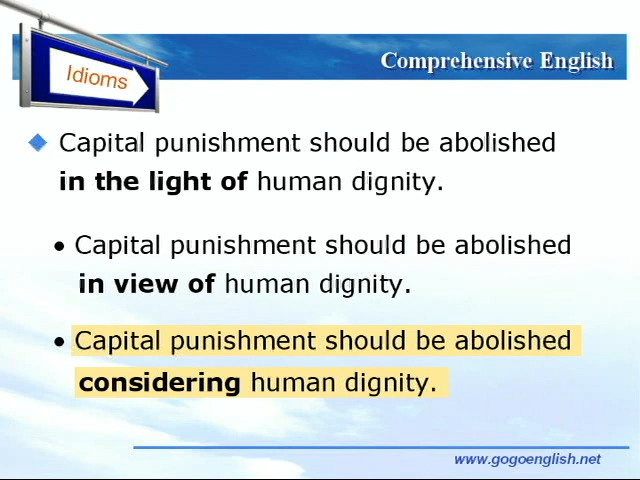 Idioms
Comprehensive English
◆ Capital punishment should be abolished
in the light of human dignity.
• Capital punishment should be abolished
in view of human dignity.
• Capital punishment should be abolished
considering human dignity.
www.gogoenglish.net